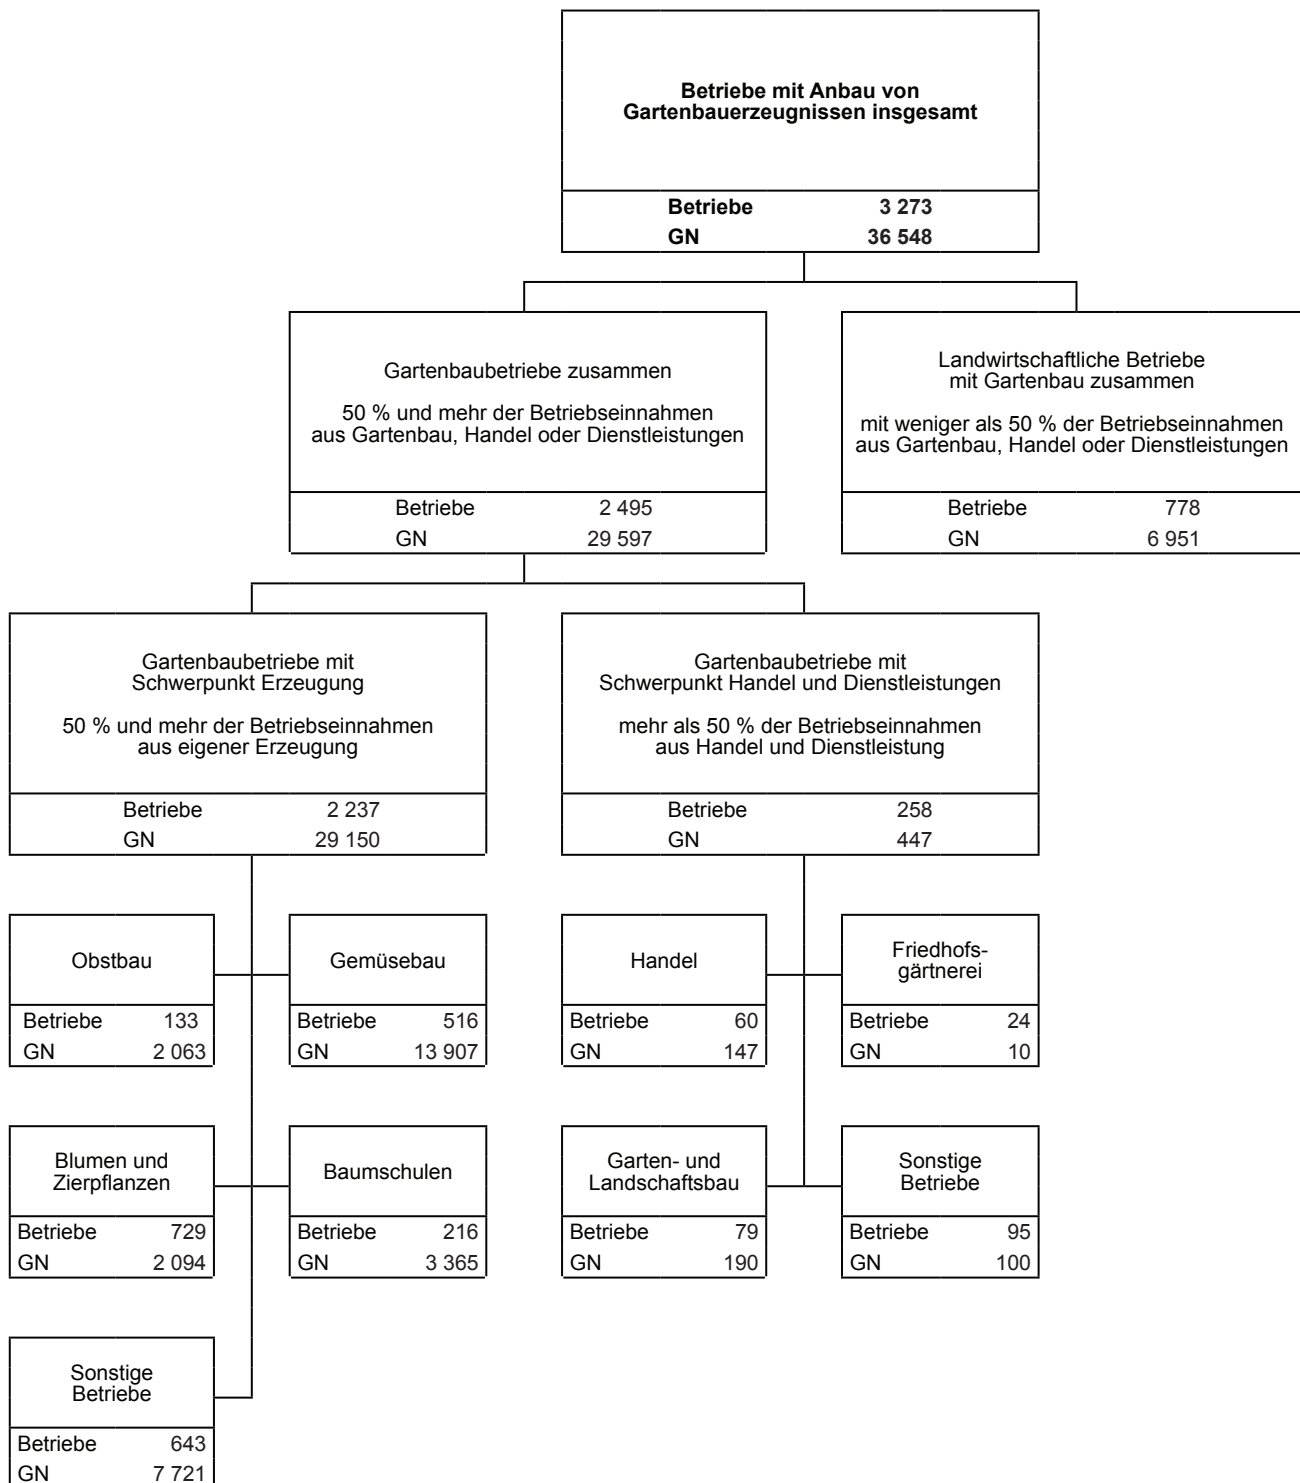 Betriebe mit Anbau von
Gartenbauerzeugnissen insgesamt
Betriebe 3 273
GN 36 548
Gartenbaubetriebe zusammen
50 % und mehr der Betriebseinnahmen
aus Gartenbau, Handel oder Dienstleistungen
Betriebe 2 495
GN 29 597
Landwirtschaftliche Betriebe
mit Gartenbau zusammen
mit weniger als 50 % der Betriebseinnahmen
aus Gartenbau, Handel oder Dienstleistungen
Betriebe 778
GN 6 951
Gartenbaubetriebe mit
Schwerpunkt Erzeugung
50 % und mehr der Betriebseinnahmen
aus eigener Erzeugung
Betriebe 2 237
GN 29 150
Gartenbaubetriebe mit
Schwerpunkt Handel und Dienstleistungen
mehr als 50 % der Betriebseinnahmen
aus Handel und Dienstleistung
Betriebe 258
GN 447
Obstbau
Betriebe 133
GN 2 063
Gemüsebau
Betriebe 516
GN 13 907
Handel
Betriebe 60
GN 147
Friedhofs-
gärtnerei
Betriebe 24
GN 10
Blumen und
Zierpflanzen
Betriebe 729
GN 2 094
Baumschulen
Betriebe 216
GN 3 365
Garten- und
Landschaftsbau
Betriebe 79
GN 190
Sonstige
Betriebe
Betriebe 95
GN 100
Sonstige
Betriebe
Betriebe 643
GN 7 721